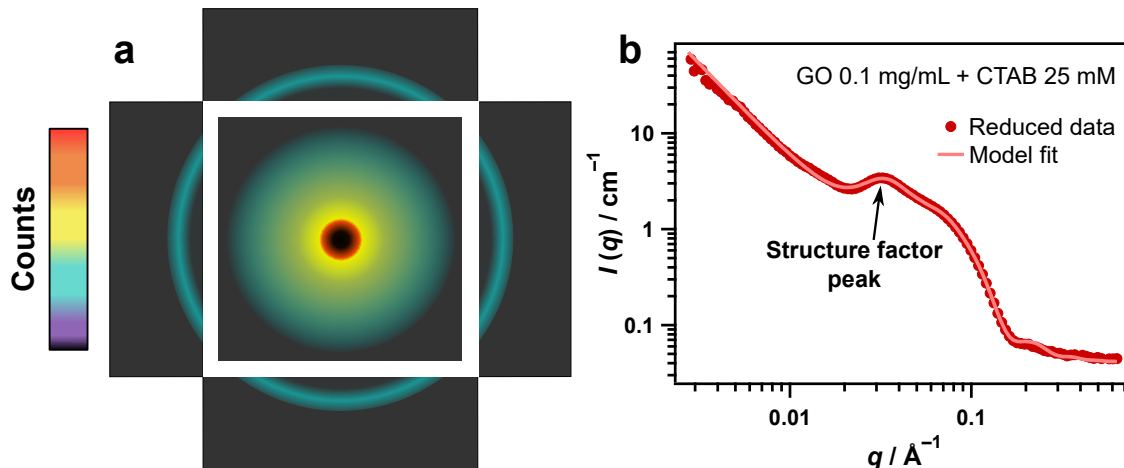 a
Counts
b
GO 0.1 mg/mL + CTAB 25 mM
Reduced data
Model fit
Structure factor
peak
I (q) / cm⁻¹
10
1
0.1
0.01
0.1
q / Å⁻¹